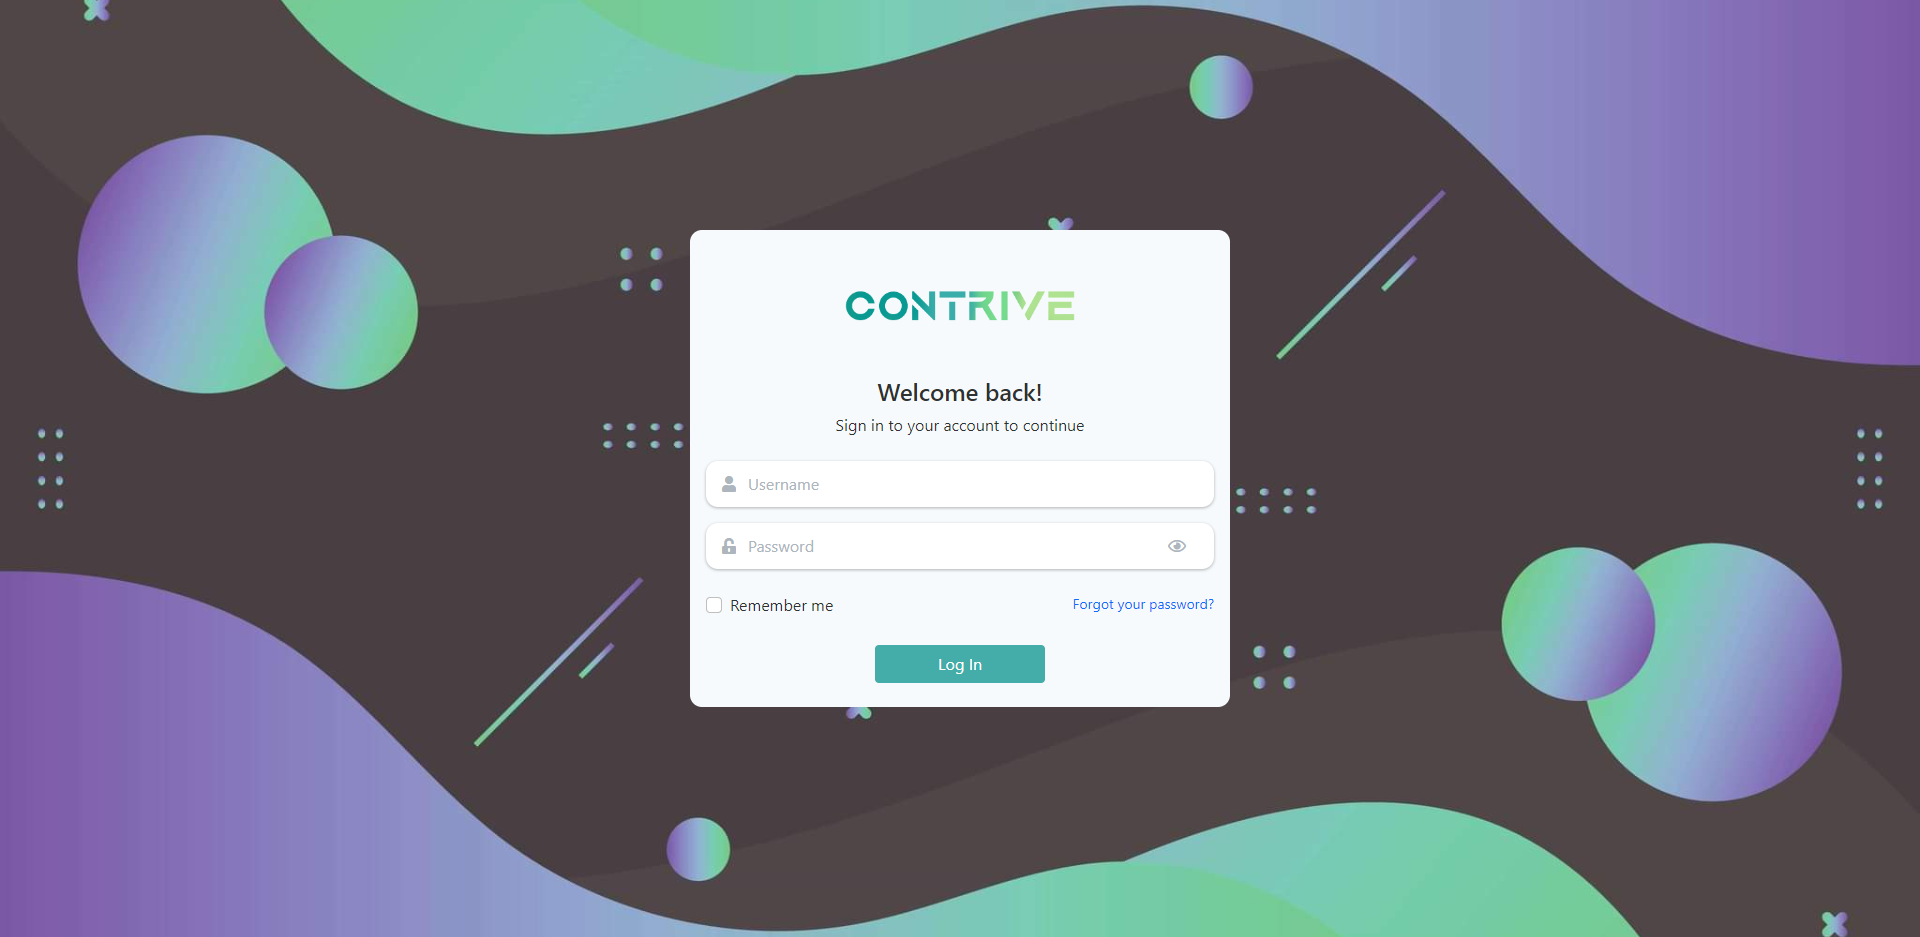 CONTRIVE
Welcome back!
Sign in to your account to continue
Username
Password
Remember me
Forgot your password?
Log In